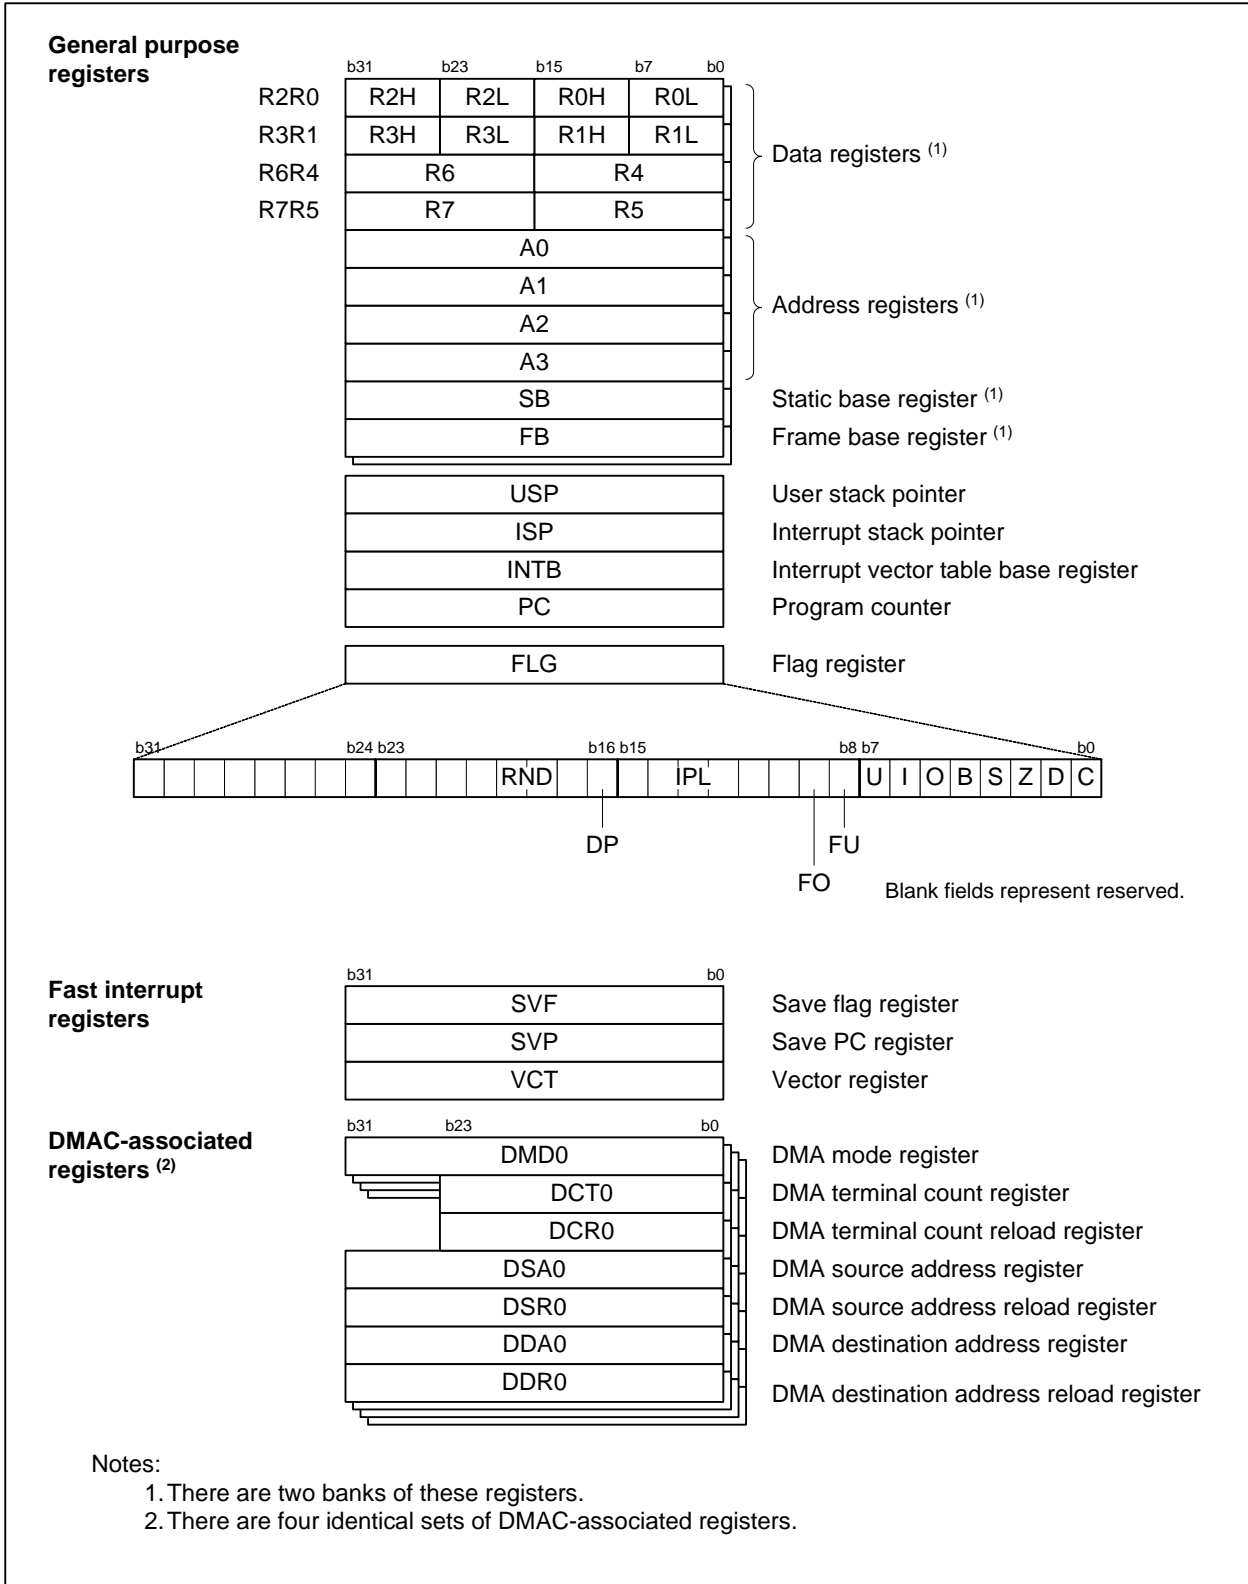 General purpose
registers
b31 b23 b15 b7 b0
R2R0 R2H R2L R0H R0L
R3R1 R3H R3L R1H R1L
Data registers (1)
R6R4 R6 R4
R7R5 R7 R5
A0
A1
Address registers (1)
A2
A3
SB Static base register (1)
FB Frame base register (1)
USP User stack pointer
ISP Interrupt stack pointer
INTB Interrupt vector table base register
PC Program counter
FLG Flag register
b31 b24 b23 b16 b15 b8 b7 b0
RND IPL U I O B S Z D C
DP FU
FO
Blank fields represent reserved.
Fast interrupt
registers
b31 b0
SVF Save flag register
SVP Save PC register
VCT Vector register
DMAC-associated
registers (2)
b31 b23 b0
DMD0 DMA mode register
DCT0 DMA terminal count register
DCR0 DMA terminal count reload register
DSA0 DMA source address register
DSR0 DMA source address reload register
DDA0 DMA destination address register
DDR0 DMA destination address reload register
Notes:
1. There are two banks of these registers.
2. There are four identical sets of DMAC-associated registers.